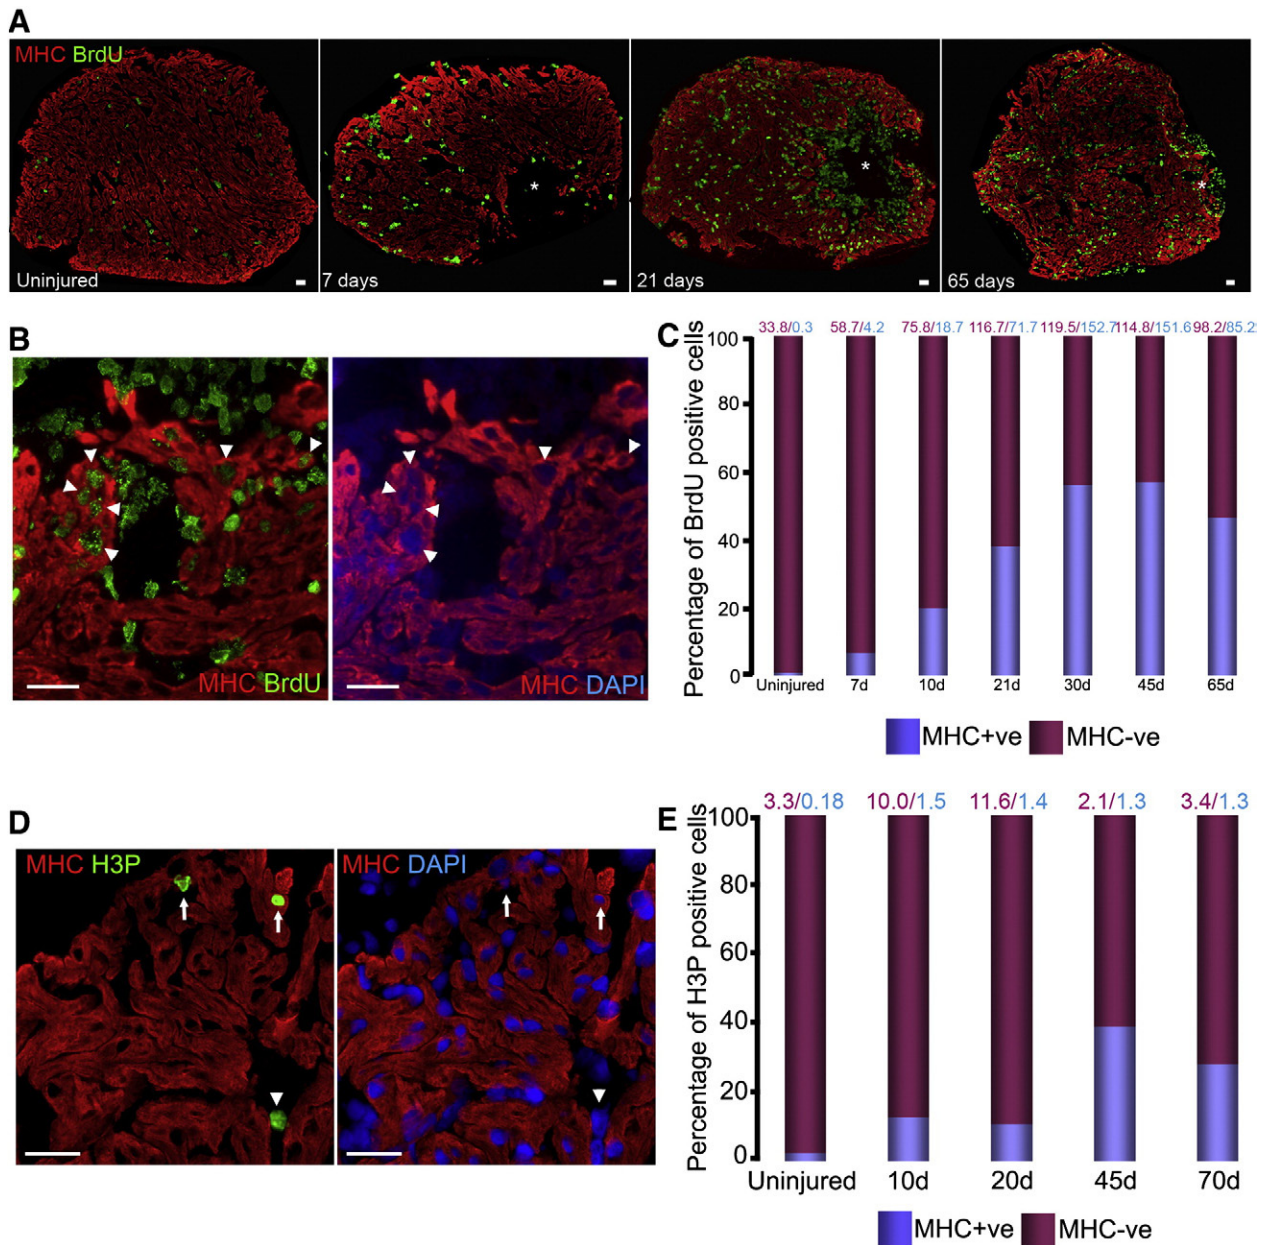 A
MHC BrdU
Uninjured
7 days
*
21 days
*
65 days
*
B
MHC BrdU
MHC DAPI
C
Percentage of BrdU positive cells
33.8/0.3 58.7/4.2 75.8/18.7 116.7/71.7 119.5/152.7 114.8/151.6 98.2/85.2
100
80
60
40
20
0
Uninjured 7d 10d 21d 30d 45d 65d
MHC+ve MHC-ve
D
MHC H3P
MHC DAPI
E
Percentage of H3P positive cells
3.3/0.18 10.0/1.5 11.6/1.4 2.1/1.3 3.4/1.3
100
80
60
40
20
0
Uninjured 10d 20d 45d 70d
MHC+ve MHC-ve